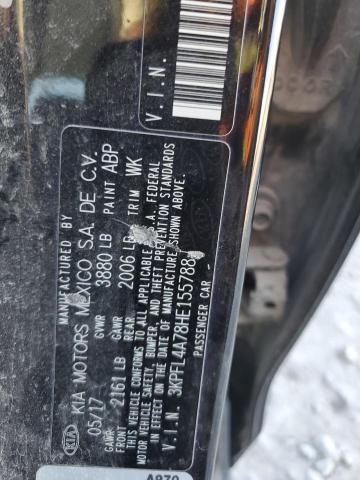 MANUFACTURED BY
KIA MOTORS MEXICO S.A. DE C.V.
05/17 GVWR 3880 LB PAINT ABP
GAWR FRONT 2161 LB GAWR REAR 2006 LB TRIM WK
THIS VEHICLE CONFORMS TO ALL APPLICABLE U.S.A. FEDERAL
MOTOR VEHICLE SAFETY, BUMPER, AND THEFT PREVENTION STANDARDS
IN EFFECT ON THE DATE OF MANUFACTURE SHOWN ABOVE.
V.I.N. 3KPFL4A78HE155788
PASSENGER CAR
V.I.N.
KIA
A930